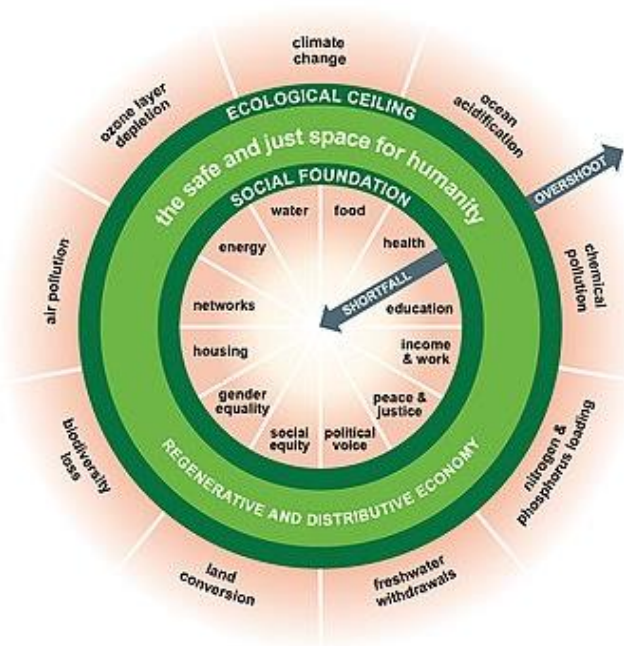 climate
change
ozone layer
depletion
ocean
acidification
ECOLOGICAL CEILING
the safe and just space for humanity
OVERSHOOT
SOCIAL FOUNDATION
water
food
energy
health
air pollution
chemical
pollution
SHORTFALL
networks
education
housing
income
& work
gender
equality
peace &
justice
social
equity
political
voice
biodiversity
loss
nitrogen &
phosphorus loading
REGENERATIVE AND DISTRIBUTIVE ECONOMY
land
conversion
freshwater
withdrawals